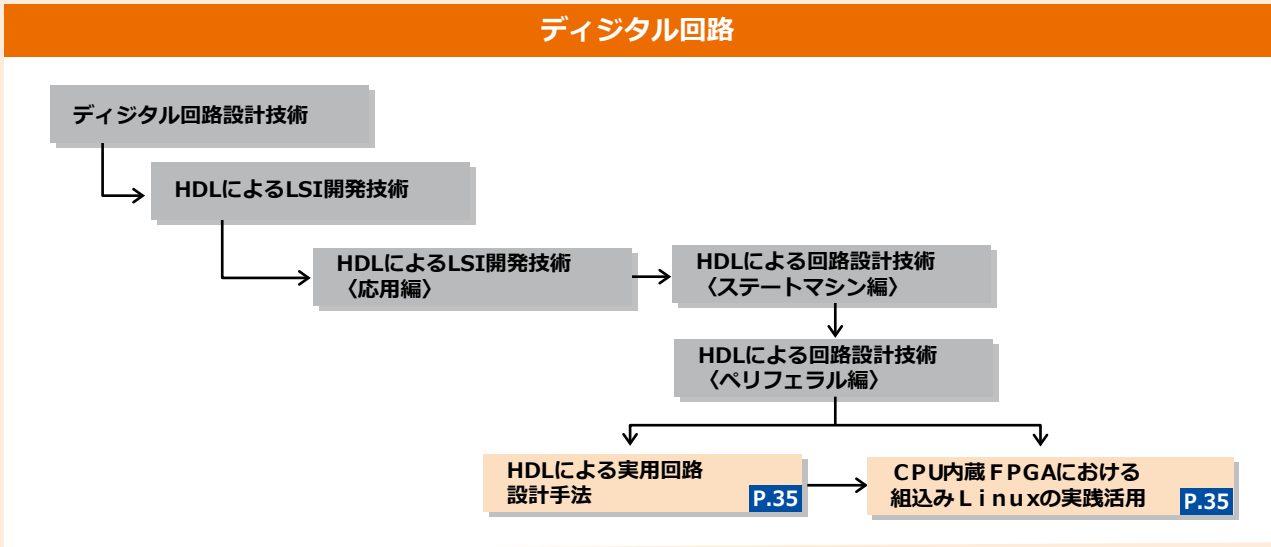 ディジタル回路
ディジタル回路設計技術
HDLによるLSI開発技術
HDLによるLSI開発技術
〈応用編〉
HDLによる回路設計技術
〈ステートマシン編〉
HDLによる回路設計技術
〈ペリフェラル編〉
HDLによる実用回路
設計手法
P.35
CPU内蔵FPGAにおける
組込みLinuxの実践活用
P.35